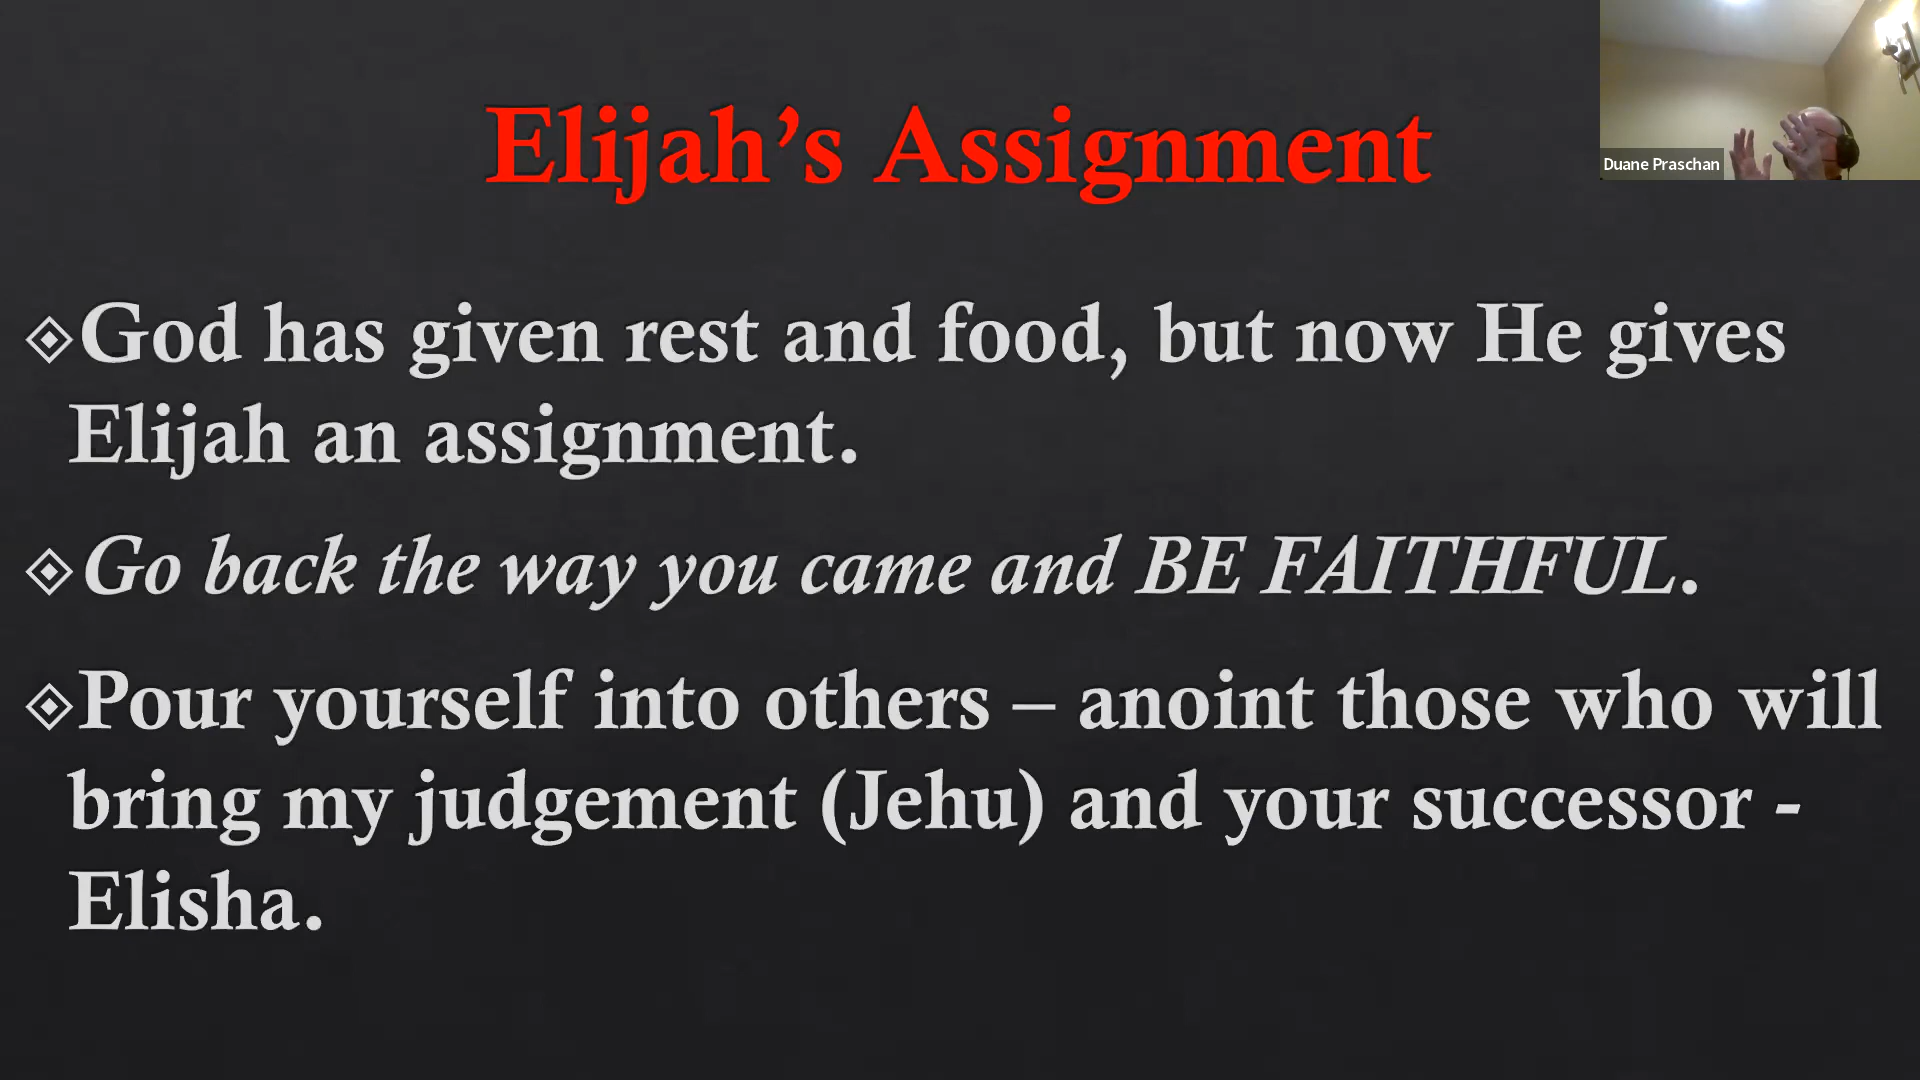 Elijah’s Assignment
Duane Praschan
God has given rest and food, but now He gives
Elijah an assignment.
Go back the way you came and BE FAITHFUL.
Pour yourself into others – anoint those who will
bring my judgement (Jehu) and your successor -
Elisha.